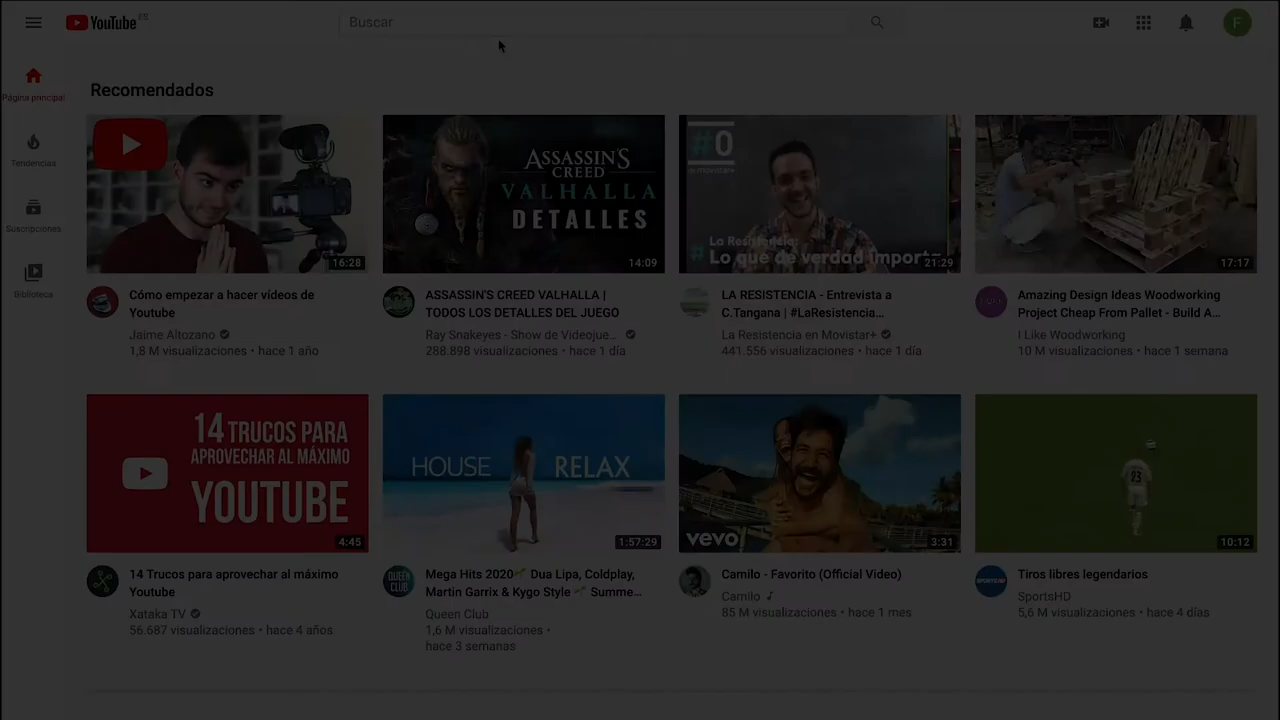 YouTube ES
Buscar
F
Página principal
Tendencias
Suscripciones
Biblioteca
Recomendados
16:28
Cómo empezar a hacer vídeos de
Youtube
Jaime Altozano
1,8 M visualizaciones • hace 1 año
ASSASSIN'S
CREED
VALHALLA
DETALLES
14:09
ASSASSIN'S CREED VALHALLA |
TODOS LOS DETALLES DEL JUEGO
Ray Snakeyes - Show de Videojue...
288.898 visualizaciones • hace 1 día
#0
La Resistencia:
Lo que de verdad importa
21:29
LA RESISTENCIA - Entrevista a
C.Tangana | #LaResistencia...
La Resistencia en Movistar+
441.556 visualizaciones • hace 1 día
17:17
Amazing Design Ideas Woodworking
Project Cheap From Pallet - Build A...
I Like Woodworking
10 M visualizaciones • hace 1 semana
14 TRUCOS PARA
APROVECHAR AL MÁXIMO
YOUTUBE
4:45
14 Trucos para aprovechar al máximo
Youtube
Xataka TV
56.687 visualizaciones • hace 4 años
HOUSE RELAX
1:57:29
QUEEN
CLUB
Mega Hits 2020 Dua Lipa, Coldplay,
Martin Garrix & Kygo Style Summe...
Queen Club
1,6 M visualizaciones •
hace 3 semanas
vevo
3:31
Camilo - Favorito (Official Video)
Camilo
85 M visualizaciones • hace 1 mes
23
10:12
SPORTSHD
Tiros libres legendarios
SportsHD
5,6 M visualizaciones • hace 4 días